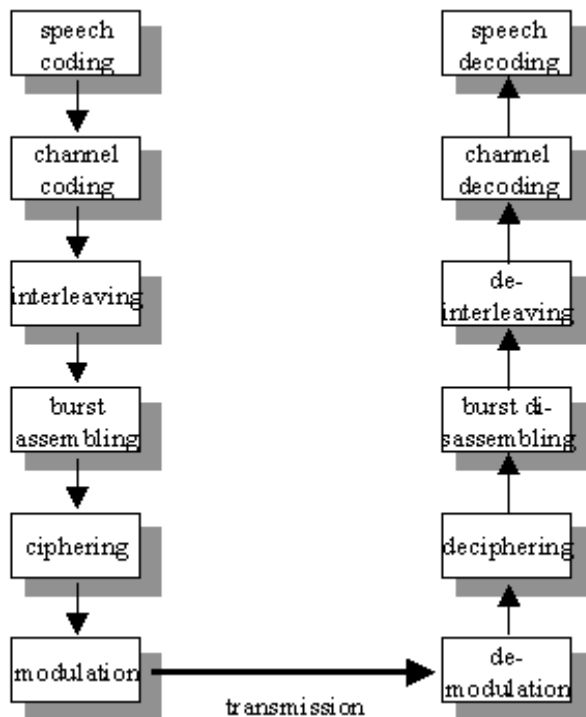 speech
coding
channel
coding
interleaving
burst
assembling
ciphering
modulation
transmission
speech
decoding
channel
decoding
de-
interleaving
burst di-
sassembling
deciphering
de-
modulation